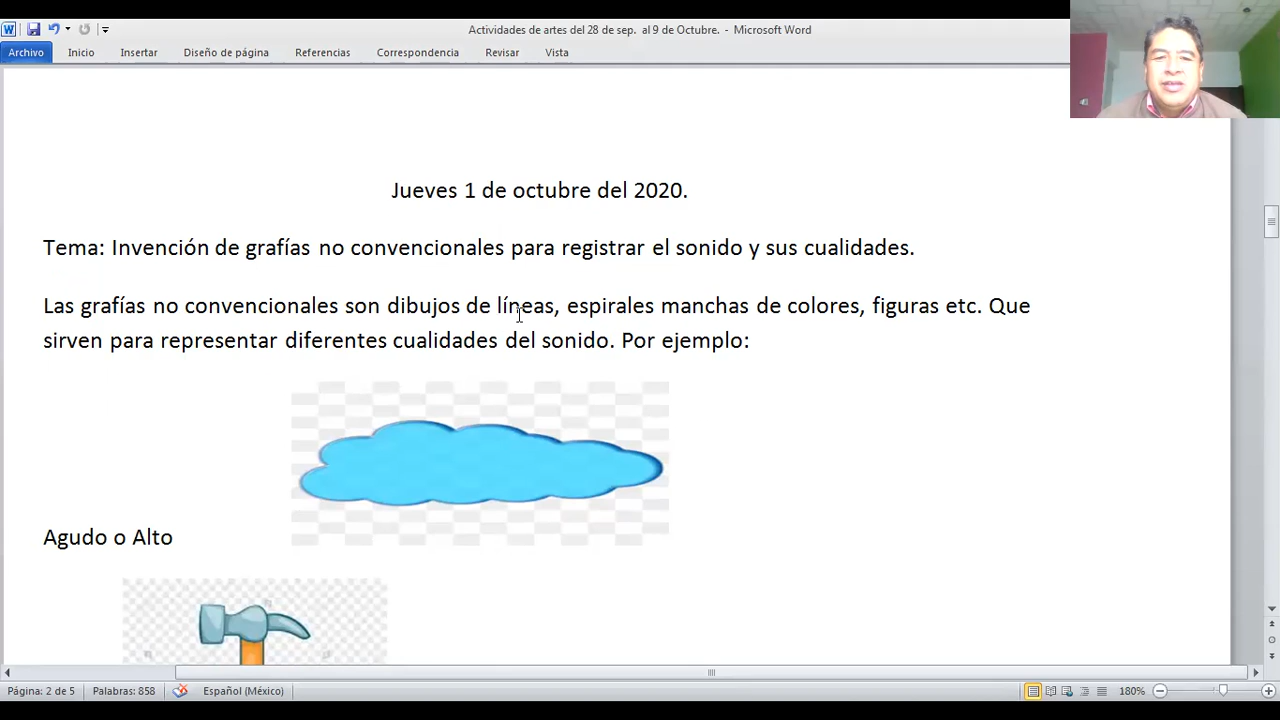 Actividades de artes del 28 de sep. al 9 de Octubre. - Microsoft Word
Archivo Inicio Insertar Diseño de página Referencias Correspondencia Revisar Vista
Jueves 1 de octubre del 2020.
Tema: Invención de grafías no convencionales para registrar el sonido y sus cualidades.
Las grafías no convencionales son dibujos de líneas, espirales manchas de colores, figuras etc. Que
sirven para representar diferentes cualidades del sonido. Por ejemplo:
Agudo o Alto
Página: 2 de 5 Palabras: 858 Español (México) 180%